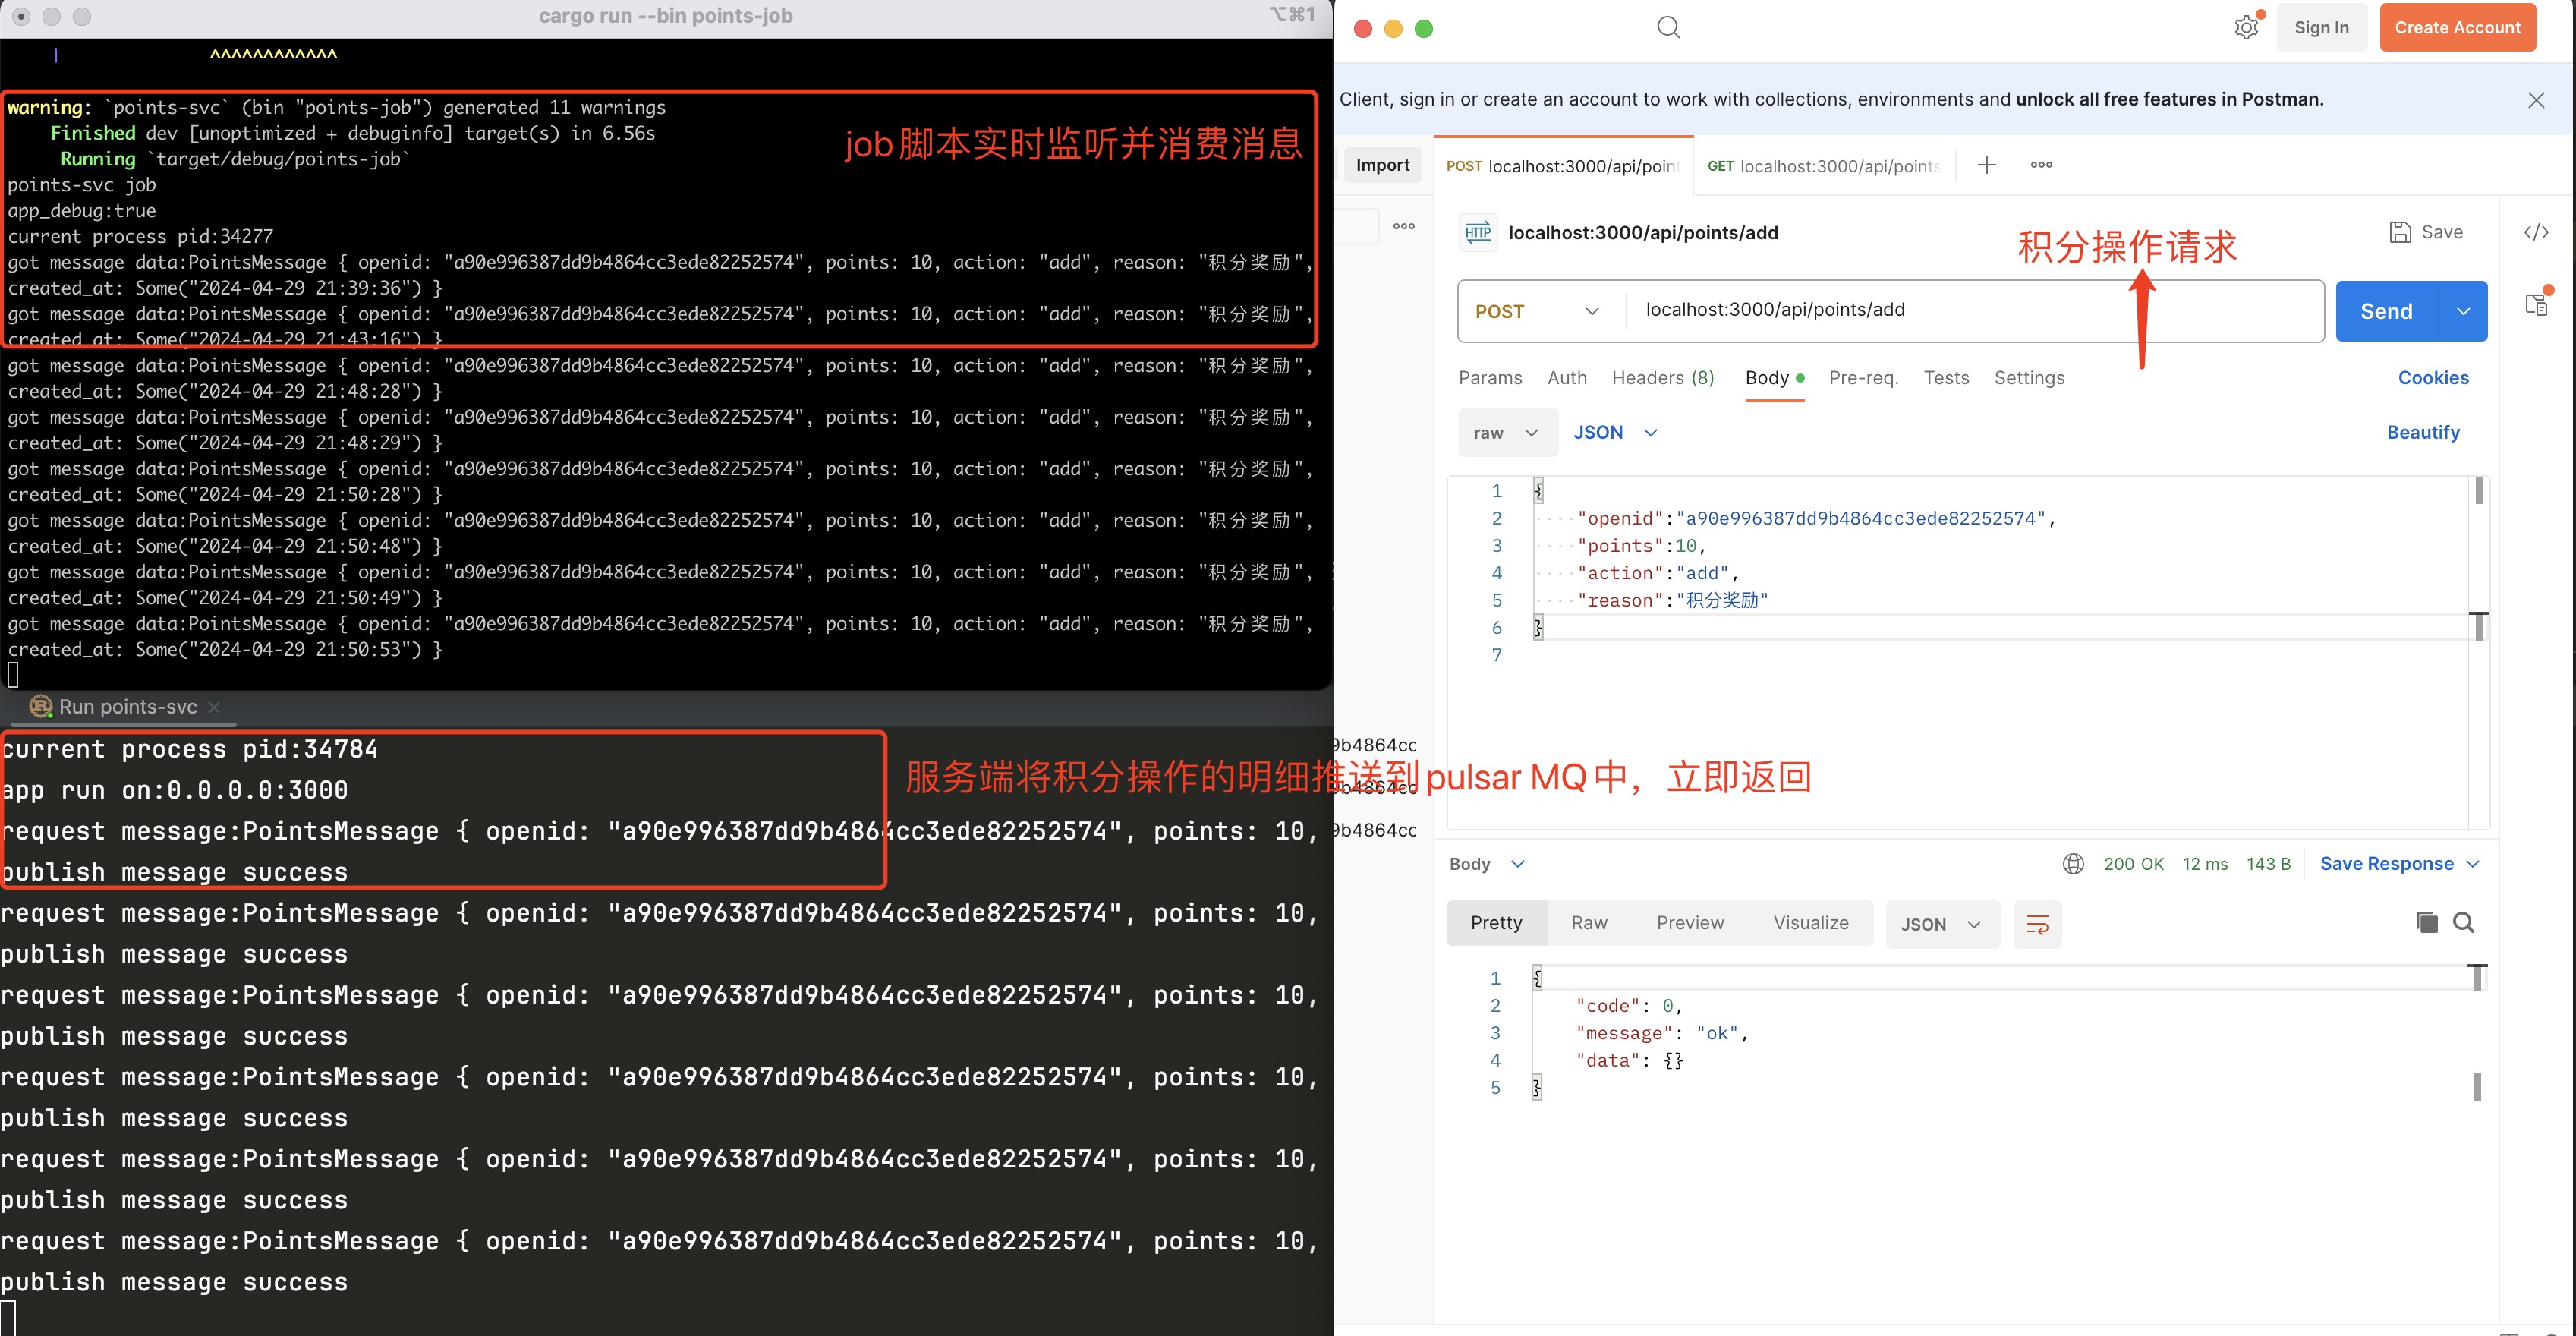 cargo run --bin points-job
⌥⌘1
^^^^^^^^^^^^
warning: `points-svc` (bin "points-job") generated 11 warnings
Finished dev [unoptimized + debuginfo] target(s) in 6.56s
Running `target/debug/points-job`
job脚本实时监听并消费消息
points-svc job
app_debug:true
current process pid:34277
got message data:PointsMessage { openid: "a90e996387dd9b4864cc3ede82252574", points: 10, action: "add", reason: "积分奖励",
created_at: Some("2024-04-29 21:39:36") }
got message data:PointsMessage { openid: "a90e996387dd9b4864cc3ede82252574", points: 10, action: "add", reason: "积分奖励",
created_at: Some("2024-04-29 21:43:16") }
got message data:PointsMessage { openid: "a90e996387dd9b4864cc3ede82252574", points: 10, action: "add", reason: "积分奖励",
created_at: Some("2024-04-29 21:48:28") }
got message data:PointsMessage { openid: "a90e996387dd9b4864cc3ede82252574", points: 10, action: "add", reason: "积分奖励",
created_at: Some("2024-04-29 21:48:29") }
got message data:PointsMessage { openid: "a90e996387dd9b4864cc3ede82252574", points: 10, action: "add", reason: "积分奖励",
created_at: Some("2024-04-29 21:50:28") }
got message data:PointsMessage { openid: "a90e996387dd9b4864cc3ede82252574", points: 10, action: "add", reason: "积分奖励",
created_at: Some("2024-04-29 21:50:48") }
got message data:PointsMessage { openid: "a90e996387dd9b4864cc3ede82252574", points: 10, action: "add", reason: "积分奖励",
created_at: Some("2024-04-29 21:50:49") }
got message data:PointsMessage { openid: "a90e996387dd9b4864cc3ede82252574", points: 10, action: "add", reason: "积分奖励",
created_at: Some("2024-04-29 21:50:53") }
Run points-svc
current process pid:34784
app run on:0.0.0.0:3000
服务端将积分操作的明细推送到pulsar MQ中，立即返回
request message:PointsMessage { openid: "a90e996387dd9b4864cc3ede82252574", points: 10,
publish message success
request message:PointsMessage { openid: "a90e996387dd9b4864cc3ede82252574", points: 10,
publish message success
request message:PointsMessage { openid: "a90e996387dd9b4864cc3ede82252574", points: 10,
publish message success
request message:PointsMessage { openid: "a90e996387dd9b4864cc3ede82252574", points: 10,
publish message success
request message:PointsMessage { openid: "a90e996387dd9b4864cc3ede82252574", points: 10,
publish message success
request message:PointsMessage { openid: "a90e996387dd9b4864cc3ede82252574", points: 10,
publish message success
Sign In
Create Account
Client, sign in or create an account to work with collections, environments and unlock all free features in Postman.
Import
POST localhost:3000/api/poin
GET localhost:3000/api/points
HTTP localhost:3000/api/points/add
Save
积分操作请求
POST
localhost:3000/api/points/add
Send
Params Auth Headers (8) Body Pre-req. Tests Settings
Cookies
raw
JSON
Beautify
1 {
2 "openid":"a90e996387dd9b4864cc3ede82252574",
3 "points":10,
4 "action":"add",
5 "reason":"积分奖励"
6 }
7
9b4864cc
9b4864cc
9b4864cc
Body
200 OK 12 ms 143 B
Save Response
Pretty Raw Preview Visualize
JSON
1 {
2 "code": 0,
3 "message": "ok",
4 "data": {}
5 }